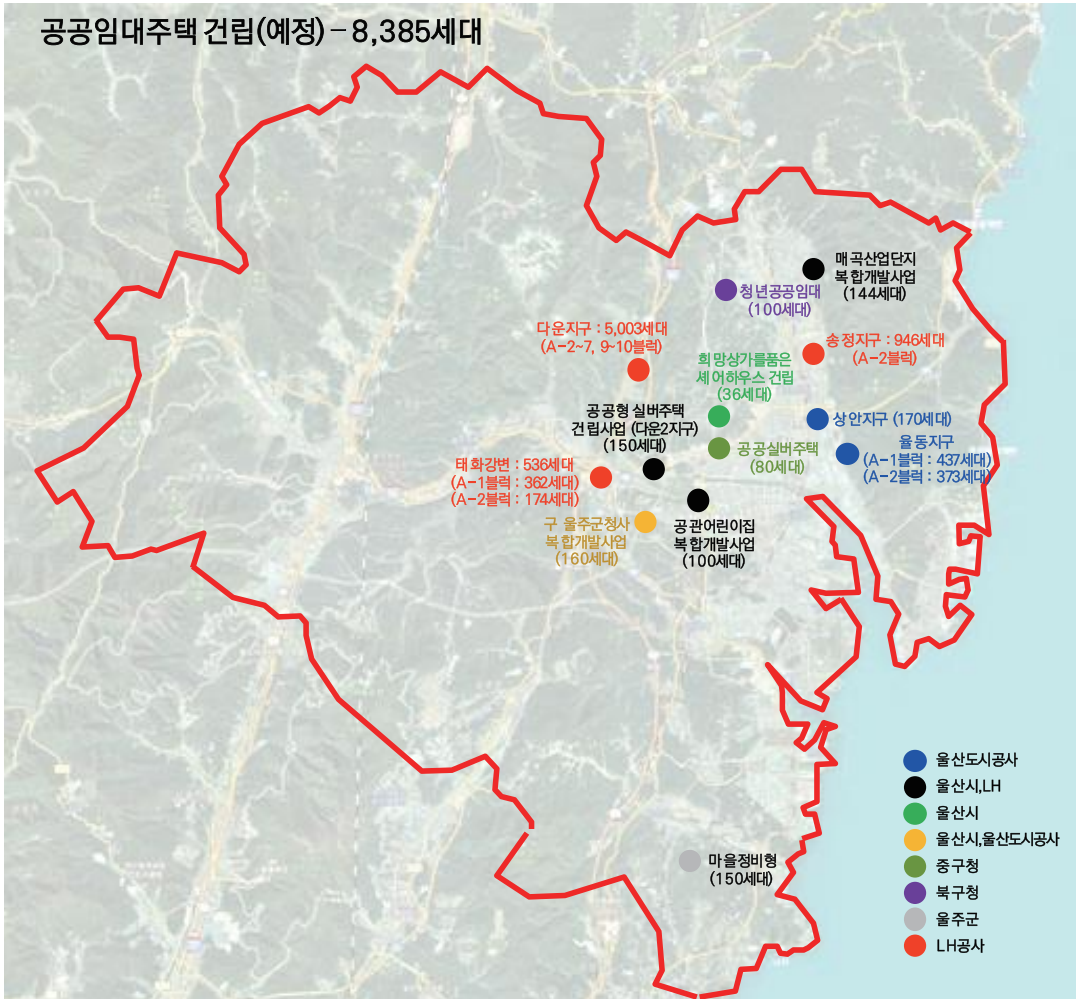 공공임대주택 건립(예정) – 8,385세대
매곡산업단지
복합개발사업
(144세대)
청년공공임대
(100세대)
다운지구 : 5,003세대
(A-2~7, 9~10블럭)
송정지구 : 946세대
(A-2블럭)
희망상가를품은
셰어하우스 건립
(36세대)
공공형 실버주택
건립사업 (다운2지구)
(150세대)
상안지구 (170세대)
율동지구
(A-1블럭 : 437세대)
(A-2블럭 : 373세대)
공공실버주택
(80세대)
태화강변 : 536세대
(A-1블럭 : 362세대)
(A-2블럭 : 174세대)
구 울주군청사
복합개발사업
(160세대)
공관어린이집
복합개발사업
(100세대)
마을정비형
(150세대)
울산도시공사
울산시,LH
울산시
울산시,울산도시공사
중구청
북구청
울주군
LH공사